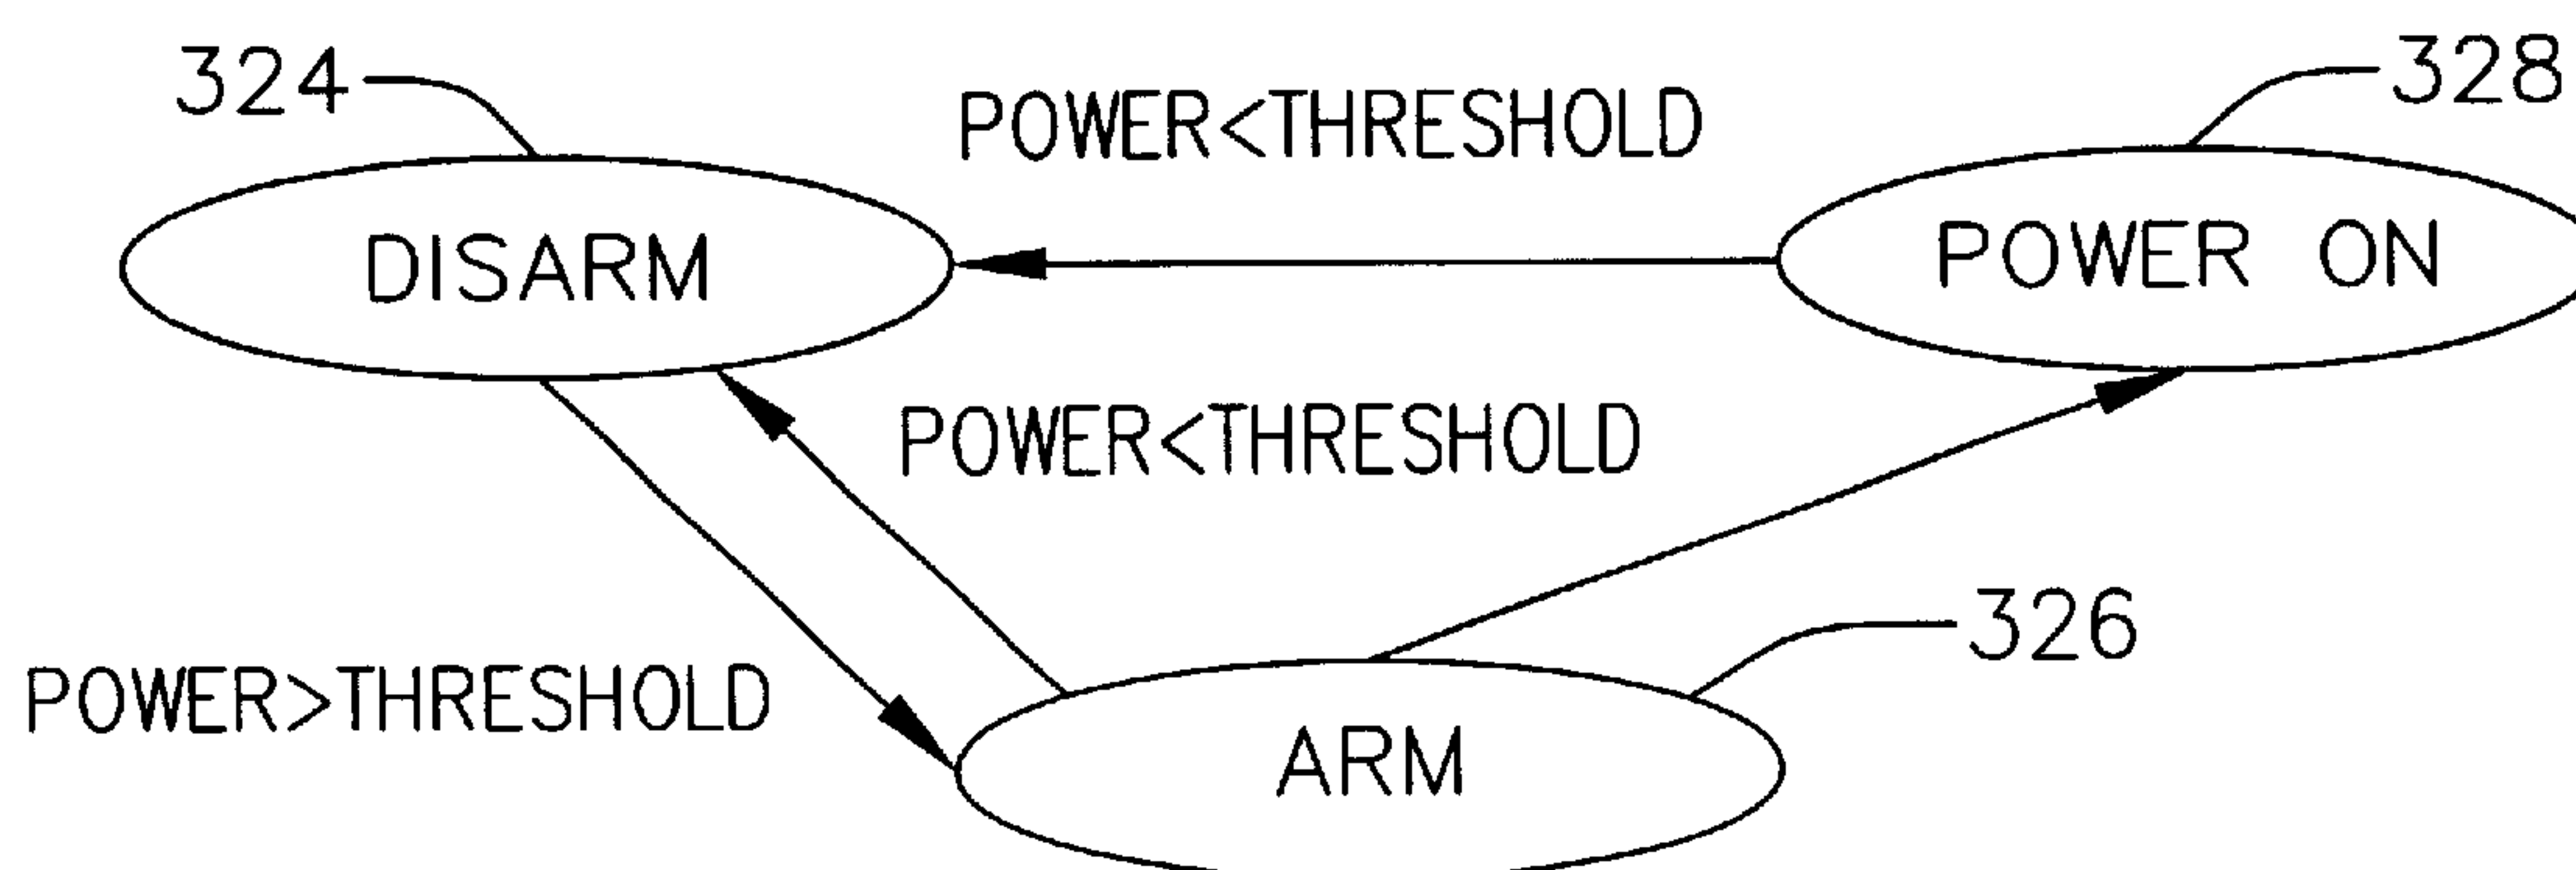 324
328
POWER<THRESHOLD
DISARM
POWER ON
POWER<THRESHOLD
326
POWER>THRESHOLD
ARM